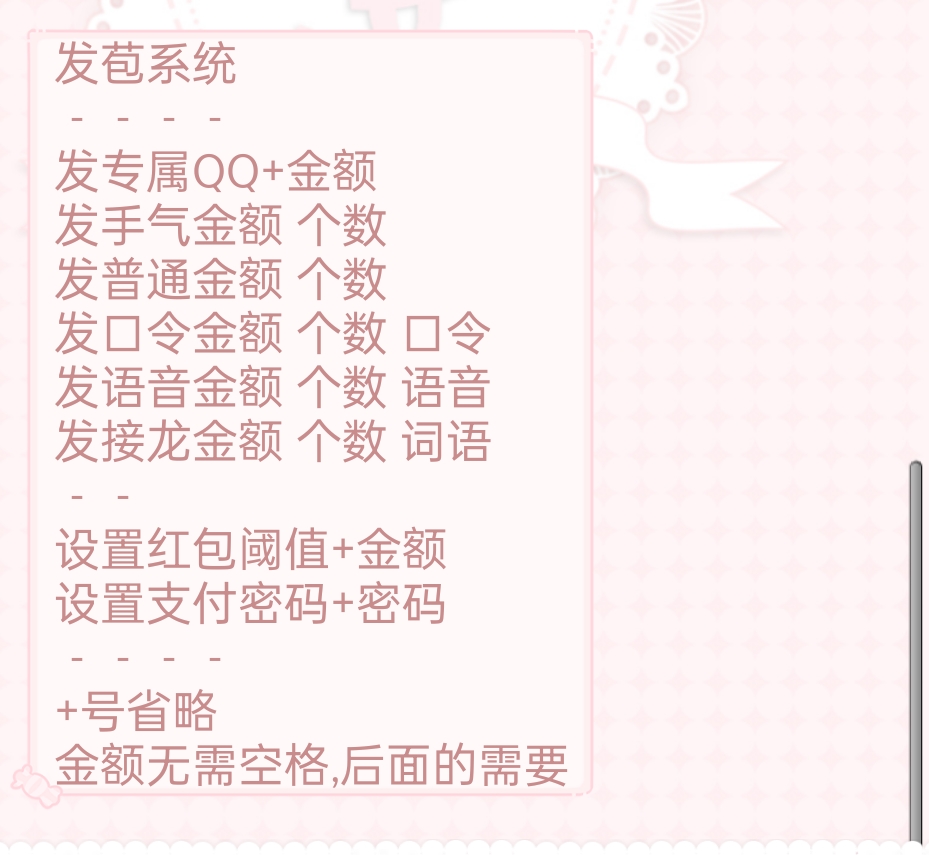 发苞系统
- - - -
发专属QQ+金额
发手气金额 个数
发普通金额 个数
发口令金额 个数 口令
发语音金额 个数 语音
发接龙金额 个数 词语
- -
设置红包阈值+金额
设置支付密码+密码
- - - -
+号省略
金额无需空格,后面的需要